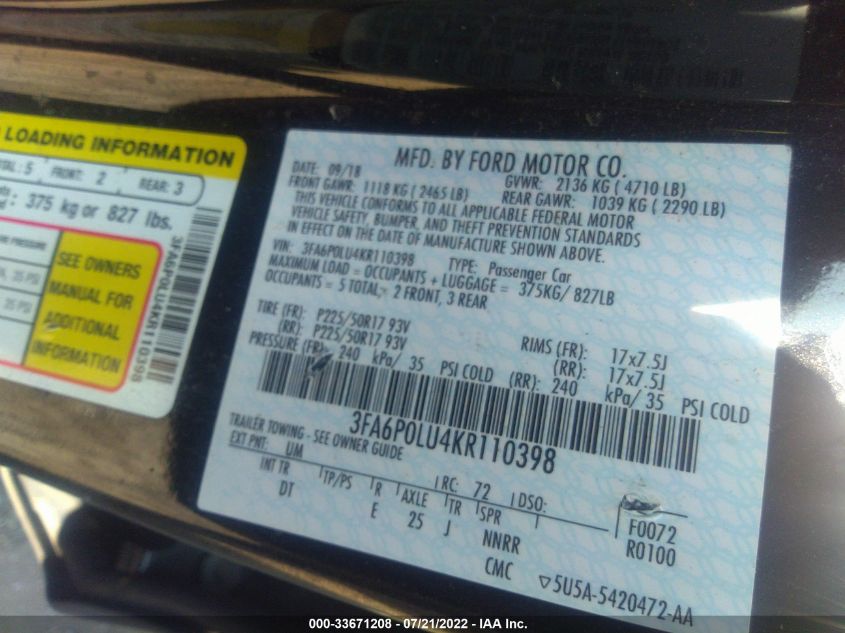 LOADING INFORMATION
TAL: 5 FRONT: 2 REAR: 3
: 375 kg or 827 lbs.
PRESSURE
35 PSI
35 PSI
SEE OWNERS
MANUAL FOR
ADDITIONAL
INFORMATION
3FA6P0LU4KR110398
MFD. BY FORD MOTOR CO.
DATE: 09/18 GVWR: 2136 KG ( 4710 LB)
FRONT GAWR: 1118 KG ( 2465 LB) REAR GAWR: 1039 KG ( 2290 LB)
THIS VEHICLE CONFORMS TO ALL APPLICABLE FEDERAL MOTOR
VEHICLE SAFETY, BUMPER, AND THEFT PREVENTION STANDARDS
IN EFFECT ON THE DATE OF MANUFACTURE SHOWN ABOVE.
VIN: 3FA6P0LU4KR110398 TYPE: Passenger Car
MAXIMUM LOAD = OCCUPANTS + LUGGAGE = 375KG/ 827LB
OCCUPANTS = 5 TOTAL, 2 FRONT, 3 REAR
TIRE (FR): P225/50R17 93V RIMS (FR): 17x7.5J
(RR): P225/50R17 93V (RR): 17x7.5J
PRESSURE (FR): 240 kPa/ 35 PSI COLD (RR): 240 kPa/ 35 PSI COLD
3FA6P0LU4KR110398
TRAILER TOWING - SEE OWNER GUIDE
EXT PNT: UM RC: 72 DSO:
INT TR TP/PS R AXLE TR SPR F0072
DT E 25 J NNRR R0100
CMC ▽5U5A-5420472-AA
000-33671208 - 07/21/2022 - IAA Inc.